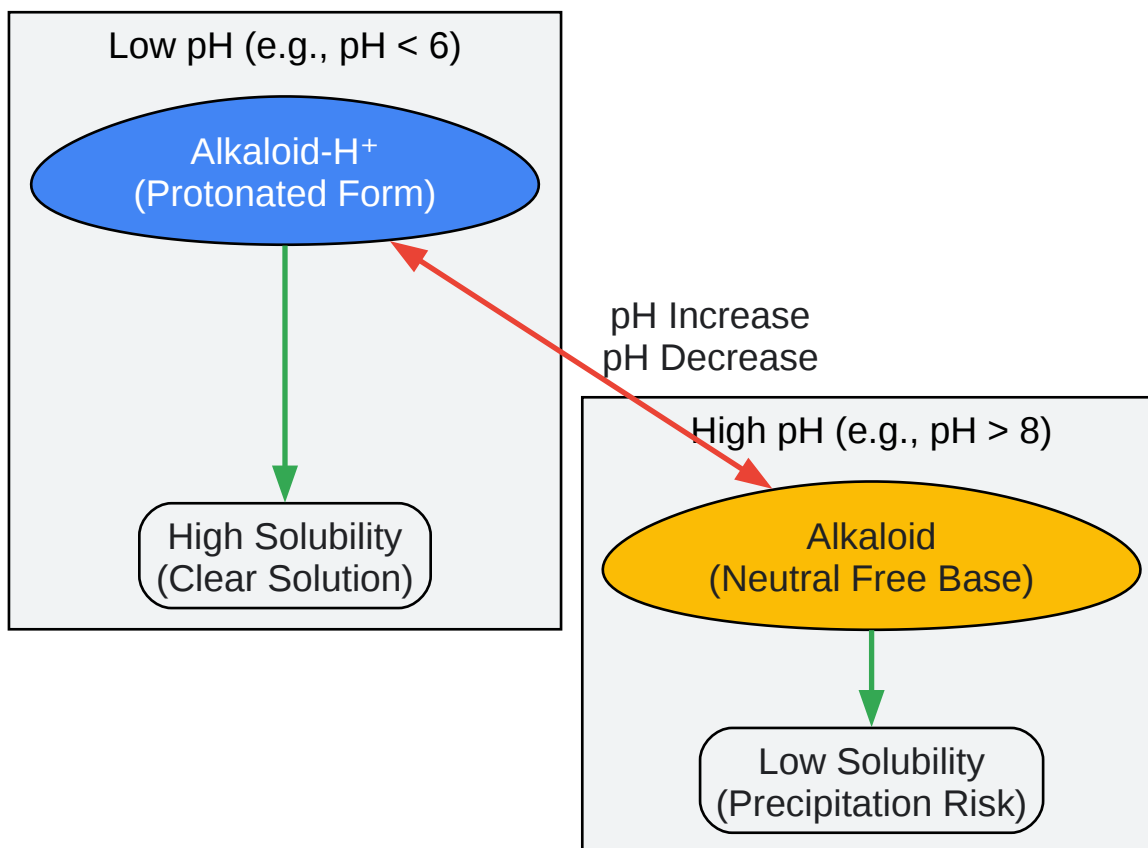 Low pH (e.g., pH < 6)
Alkaloid-H⁺
(Protonated Form)
High Solubility
(Clear Solution)
pH Increase
pH Decrease
High pH (e.g., pH > 8)
Alkaloid
(Neutral Free Base)
Low Solubility
(Precipitation Risk)